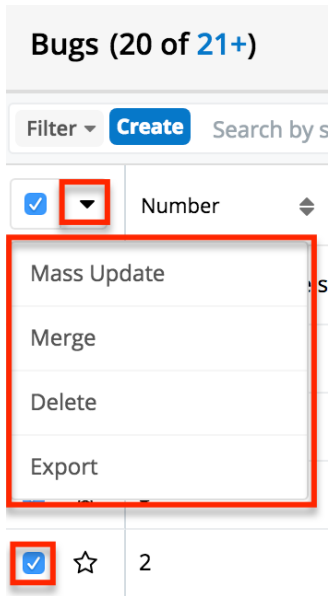 Bugs (20 of 21+)
Filter Create Search by s
Number
Mass Update
Merge
Delete
Export
2